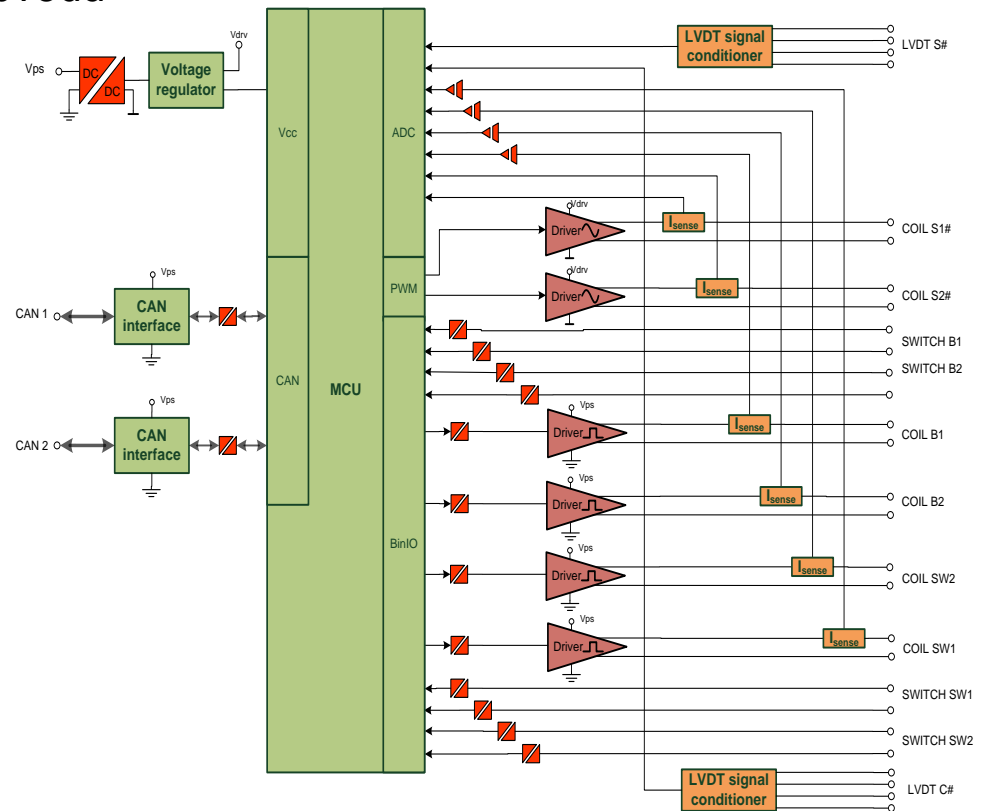 LVDT signal
conditioner
LVDT S#
Vdrv
Vps
DC
DC
Voltage
regulator
Vcc
ADC
Vdrv
Driver
Isense
COIL S1#
Vdrv
Driver
Isense
COIL S2#
PWM
Vps
CAN 1
CAN
interface
SWITCH B1
SWITCH B2
CAN
MCU
Vps
CAN 2
CAN
interface
Vps
Driver
Isense
COIL B1
Vps
Driver
Isense
COIL B2
BinIO
Vps
Driver
Isense
COIL SW2
Vps
Driver
Isense
COIL SW1
SWITCH SW1
SWITCH SW2
LVDT signal
conditioner
LVDT C#